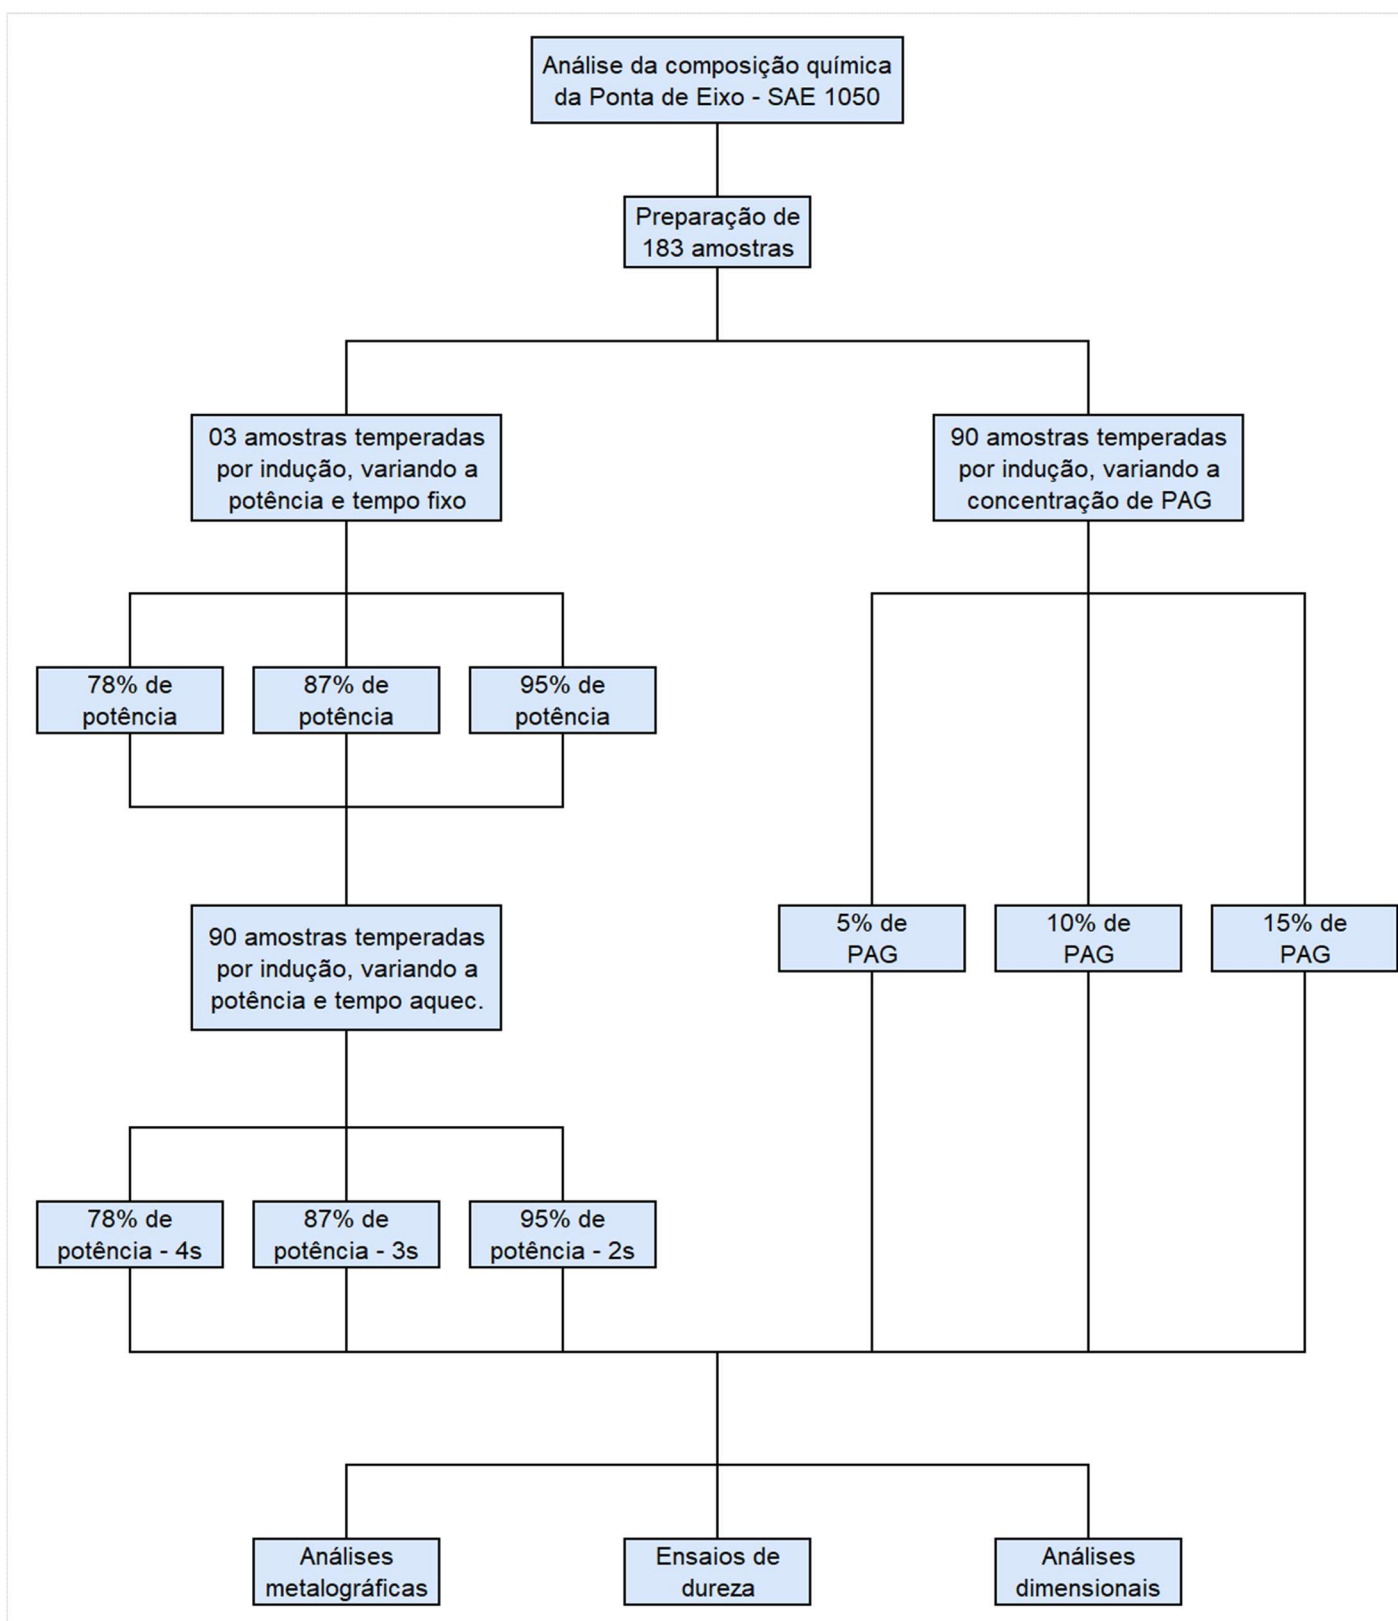 Análise da composição química
da Ponta de Eixo - SAE 1050
Preparação de
183 amostras
03 amostras temperadas
por indução, variando a
potência e tempo fixo
90 amostras temperadas
por indução, variando a
concentração de PAG
78% de
potência
87% de
potência
95% de
potência
90 amostras temperadas
por indução, variando a
potência e tempo aquec.
5% de
PAG
10% de
PAG
15% de
PAG
78% de
potência - 4s
87% de
potência - 3s
95% de
potência - 2s
Análises
metalográficas
Ensaios de
dureza
Análises
dimensionais